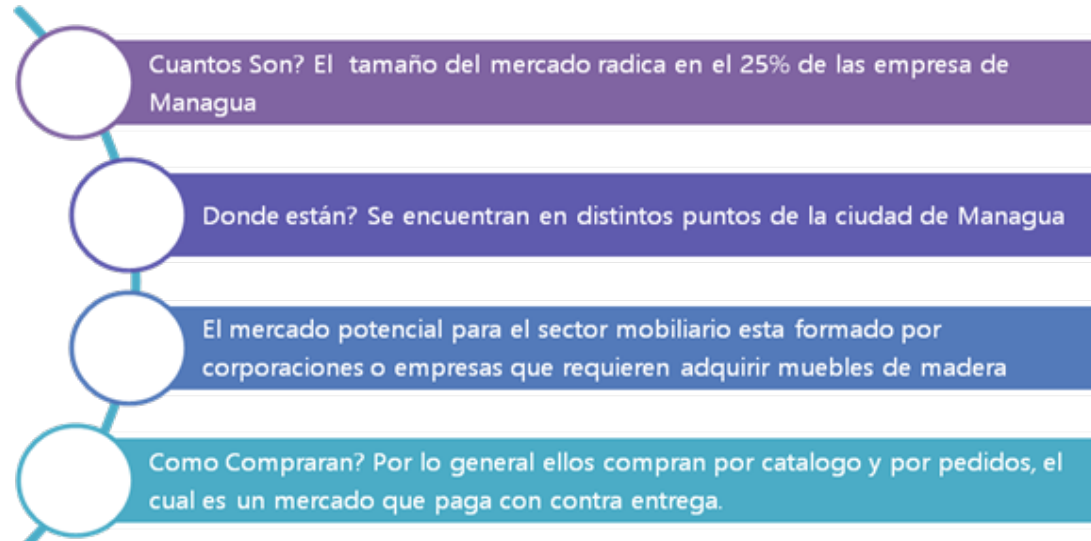 Cuantos Son? El tamaño del mercado radica en el 25% de las empresa de
Managua
Donde están? Se encuentran en distintos puntos de la ciudad de Managua
El mercado potencial para el sector mobiliario esta formado por
corporaciones o empresas que requieren adquirir muebles de madera
Como Compraran? Por lo general ellos compran por catalogo y por pedidos, el
cual es un mercado que paga con contra entrega.